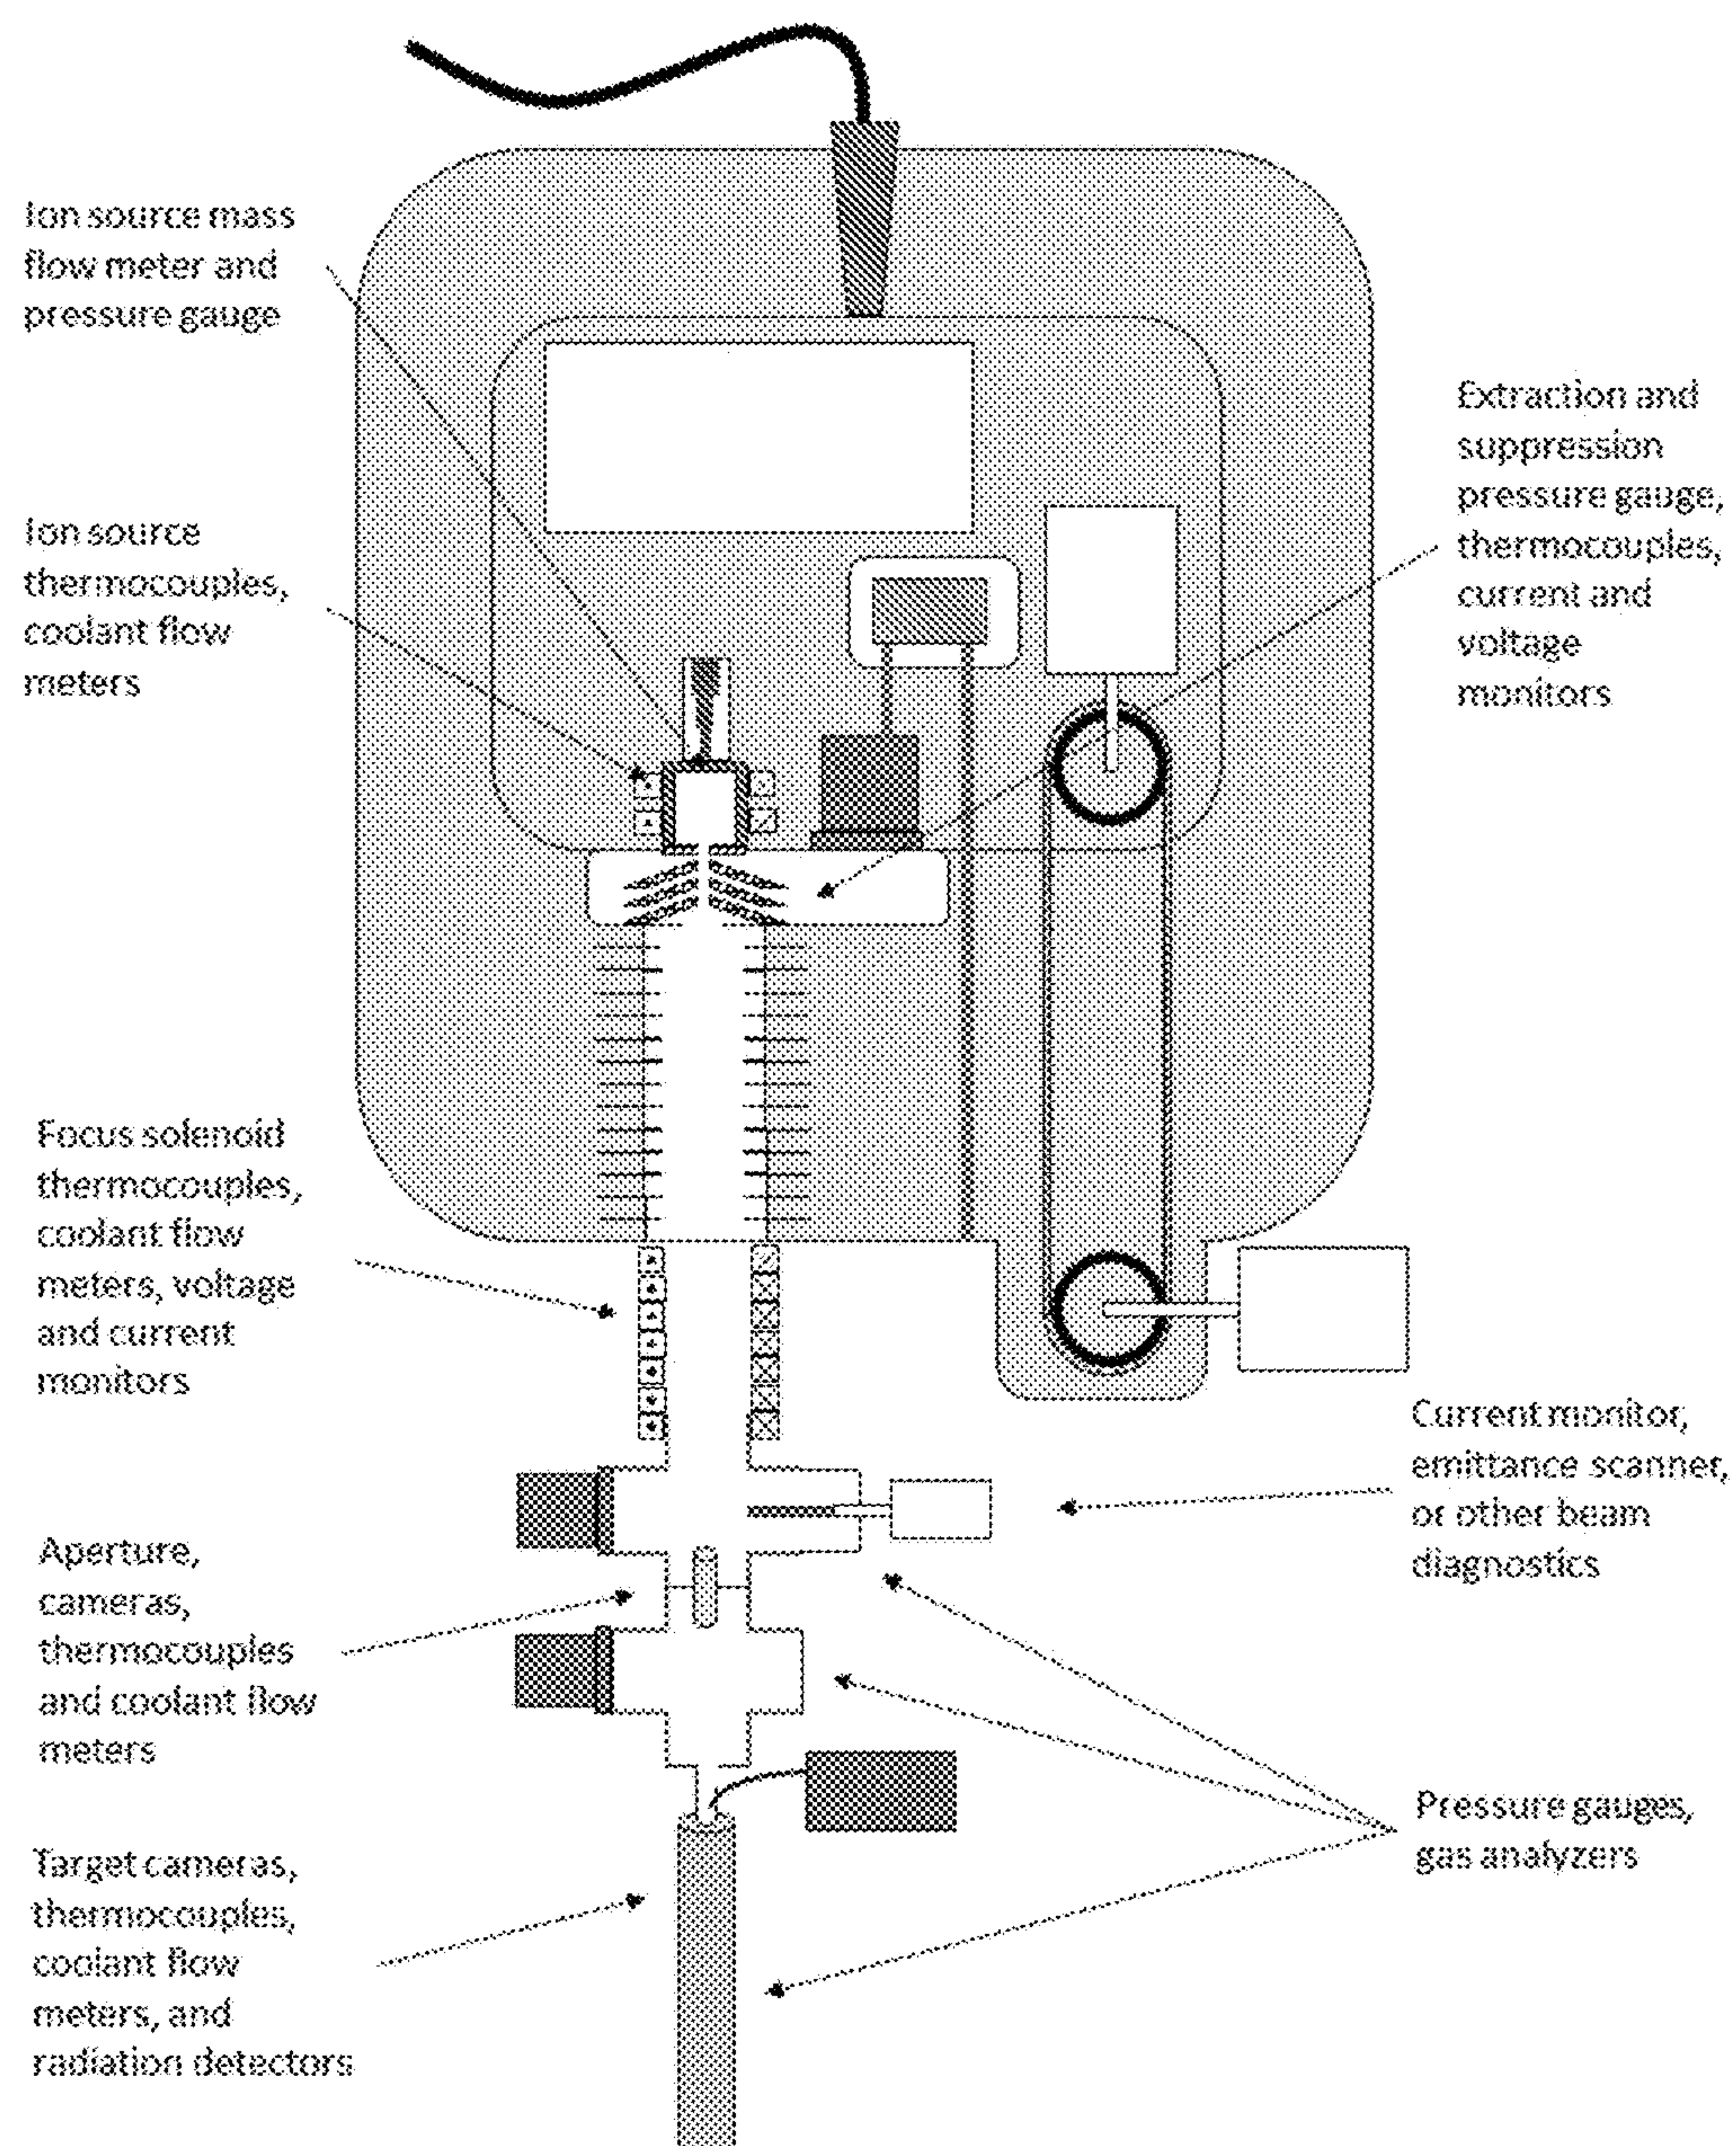 Ion source mass
flow meter and
pressure gauge
Extraction and
suppression
pressure gauge,
thermocouples,
current and
voltage
monitors
Ion source
thermocouples,
coolant flow
meters
Focus solenoid
thermocouples,
coolant flow
meters, voltage
and current
monitors
Current monitor,
emittance scanner,
or other beam
diagnostics
Aperture,
cameras,
thermocouples
and coolant flow
meters
Pressure gauges,
gas analyzers
Target cameras,
thermocouples,
coolant flow
meters, and
radiation detectors